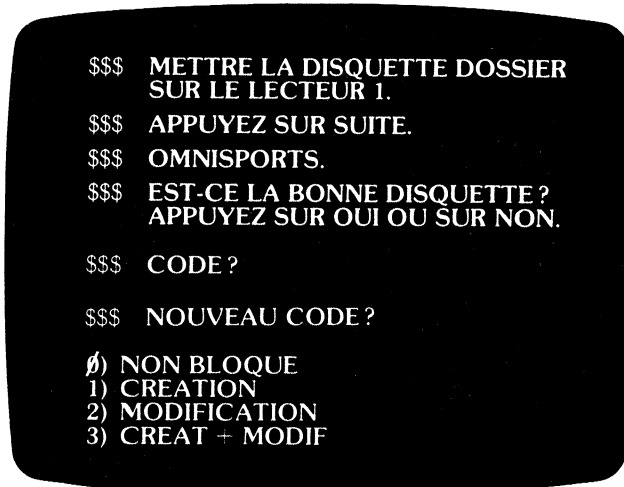 $$$ METTRE LA DISQUETTE DOSSIER
SUR LE LECTEUR 1.
$$$ APPUYEZ SUR SUITE.
$$$ OMNISPORTS.
$$$ EST-CE LA BONNE DISQUETTE ?
APPUYEZ SUR OUI OU SUR NON.
$$$ CODE ?
$$$ NOUVEAU CODE ?
0) NON BLOQUE
1) CREATION
2) MODIFICATION
3) CREAT + MODIF